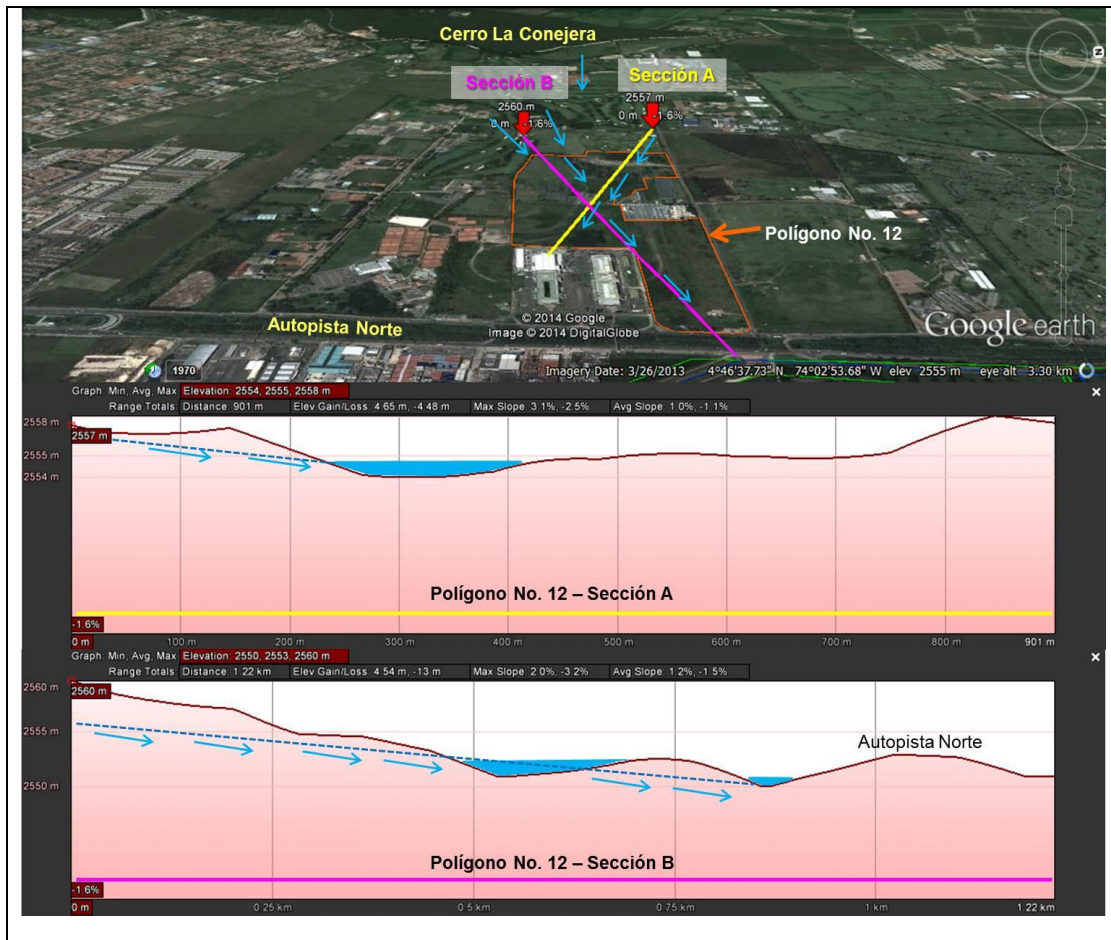 Cerro La Conejera
Sección B
Sección A
2560 m
2557 m
0 m -1.6%
0 m -1.6%
N
Polígono No. 12
Autopista Norte
© 2014 Google
Image © 2014 DigitalGlobe
Google earth
1970
Imagery Date: 3/26/2013 4°46'37.73" N 74°02'53.68" W elev 2555 m eye alt 3.30 km
Graph: Min, Avg, Max Elevation: 2554, 2555, 2558 m
Range Totals: Distance: 901 m Elev Gain/Loss: 4.65 m, -4.48 m Max Slope: 3.1%, -2.5% Avg Slope: 1.0%, -1.1%
2558 m
2557 m
2555 m
2554 m
Polígono No. 12 – Sección A
-1.6%
0 m 100 m 200 m 300 m 400 m 500 m 600 m 700 m 800 m 901 m
Graph: Min, Avg, Max Elevation: 2550, 2553, 2560 m
Range Totals: Distance: 1.22 km Elev Gain/Loss: 4.54 m, -13 m Max Slope: 2.0%, -3.2% Avg Slope: 1.2%, -1.5%
2560 m
2560 m
2555 m
Autopista Norte
2550 m
Polígono No. 12 – Sección B
-1.6%
0 m 0.25 km 0.5 km 0.75 km 1 km 1.22 km